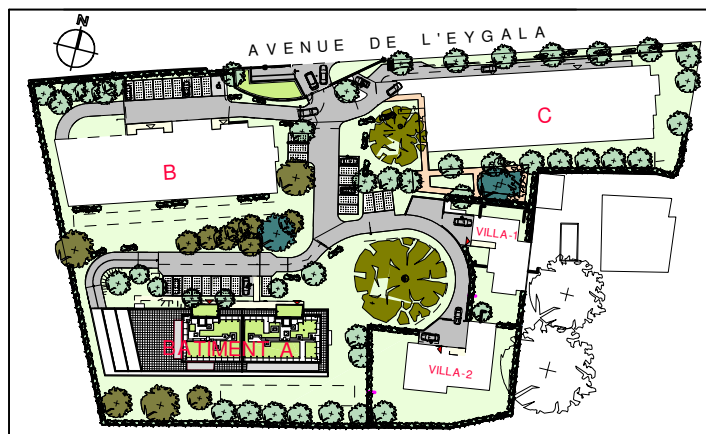 N
AVENUE DE L'EYGALA
C
B
VILLA-1
BATIMENT A
VILLA-2